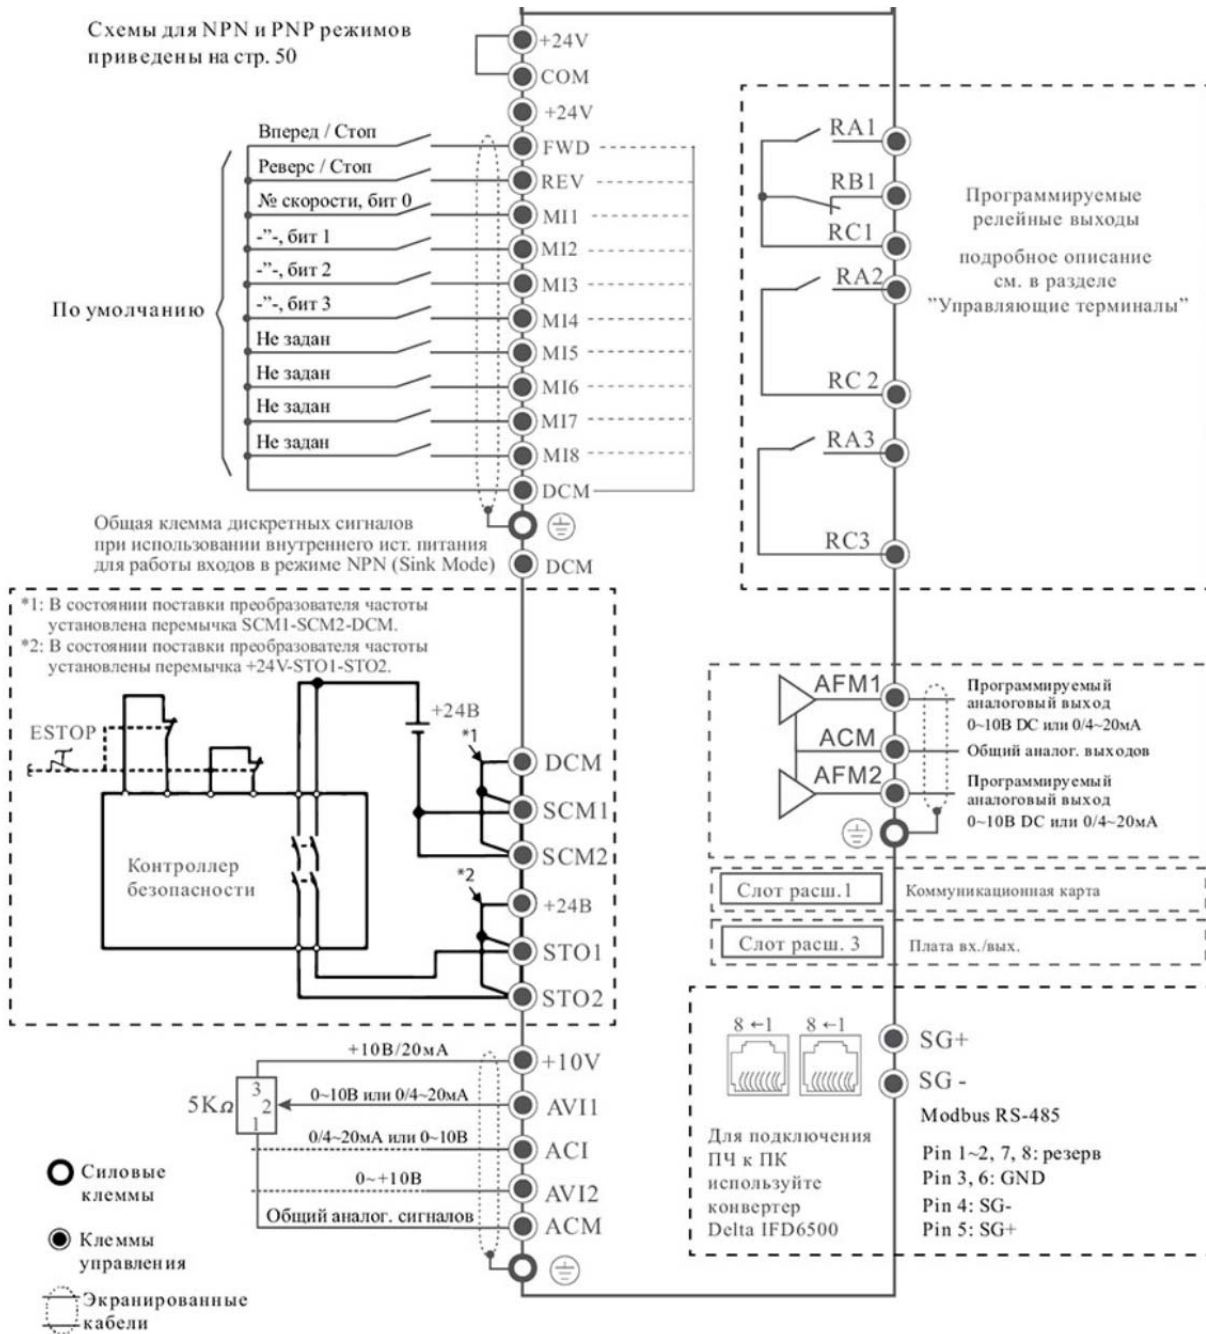 Схемы для NPN и PNP режимов
приведены на стр. 50
+24V
COM
+24V
Вперед / Стоп
FWD
Реверс / Стоп
REV
№ скорости, бит 0
MI1
-”-, бит 1
MI2
-”-, бит 2
MI3
-”-, бит 3
MI4
По умолчанию
Не задан
MI5
Не задан
MI6
Не задан
MI7
Не задан
MI8
DCM
Общая клемма дискретных сигналов
при использовании внутреннего ист. питания
для работы входов в режиме NPN (Sink Mode)
DCM
RA1
RB1
RC1
RA2
RC 2
RA3
RC3
Программируемые
релейные выходы
подробное описание
см. в разделе
”Управляющие терминалы”
*1: В состоянии поставки преобразователя частоты
установлена перемычка SCM1-SCM2-DCM.
*2: В состоянии поставки преобразователя частоты
установлены перемычка +24V-STO1-STO2.
ESTOP
+24В
*1
DCM
SCM1
SCM2
Контроллер
безопасности
*2
+24В
STO1
STO2
AFM1
Программируемый
аналоговый выход
0~10В DC или 0/4~20мА
ACM
Общий аналог. выходов
AFM2
Программируемый
аналоговый выход
0~10В DC или 0/4~20мА
Слот расш.1
Коммуникационная карта
Слот расш. 3
Плата вх./вых.
+10В/20мА
+10V
5KΩ
3
2
1
0~10В или 0/4~20мА
AVI1
0/4~20мА или 0~10В
ACI
0~+10В
AVI2
Общий аналог. сигналов
ACM
8 ←1
8 ←1
SG+
SG -
Modbus RS-485
Для подключения
ПЧ к ПК
используйте
конвертер
Delta IFD6500
Pin 1~2, 7, 8: резерв
Pin 3, 6: GND
Pin 4: SG-
Pin 5: SG+
Силовые
клеммы
Клеммы
управления
Экранированные
кабели